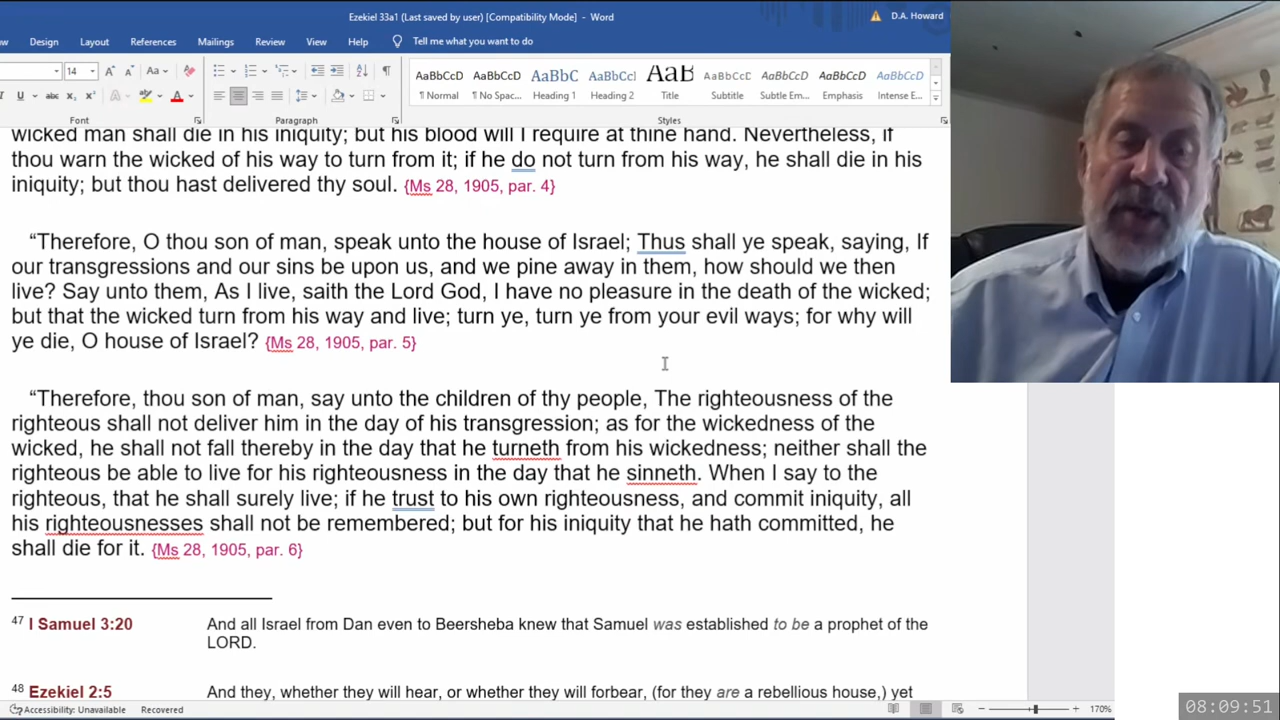 Ezekiel 33a1 (Last saved by user) [Compatibility Mode] - Word
D.A. Howard
Design Layout References Mailings Review View Help Tell me what you want to do
14 Aa
AaBbCcD AaBbCcD AaBbC AaBbCcI AaB AaBbCcD AaBbCcD AaBbCcD AaBbCcD
I U abc x₂ x² A A
¶ Normal ¶ No Spac... Heading 1 Heading 2 Title Subtitle Subtle Em... Emphasis Intense E...
Font Paragraph Styles
wicked man shall die in his iniquity; but his blood will I require at thine hand. Nevertheless, if
thou warn the wicked of his way to turn from it; if he do not turn from his way, he shall die in his
iniquity; but thou hast delivered thy soul. {Ms 28, 1905, par. 4}
“Therefore, O thou son of man, speak unto the house of Israel; Thus shall ye speak, saying, If
our transgressions and our sins be upon us, and we pine away in them, how should we then
live? Say unto them, As I live, saith the Lord God, I have no pleasure in the death of the wicked;
but that the wicked turn from his way and live; turn ye, turn ye from your evil ways; for why will
ye die, O house of Israel? {Ms 28, 1905, par. 5}
“Therefore, thou son of man, say unto the children of thy people, The righteousness of the
righteous shall not deliver him in the day of his transgression; as for the wickedness of the
wicked, he shall not fall thereby in the day that he turneth from his wickedness; neither shall the
righteous be able to live for his righteousness in the day that he sinneth. When I say to the
righteous, that he shall surely live; if he trust to his own righteousness, and commit iniquity, all
his righteousnesses shall not be remembered; but for his iniquity that he hath committed, he
shall die for it. {Ms 28, 1905, par. 6}
47 I Samuel 3:20 And all Israel from Dan even to Beersheba knew that Samuel was established to be a prophet of the
LORD.
48 Ezekiel 2:5 And they, whether they will hear, or whether they will forbear, (for they are a rebellious house,) yet
Accessibility: Unavailable Recovered 170%
08:09:51